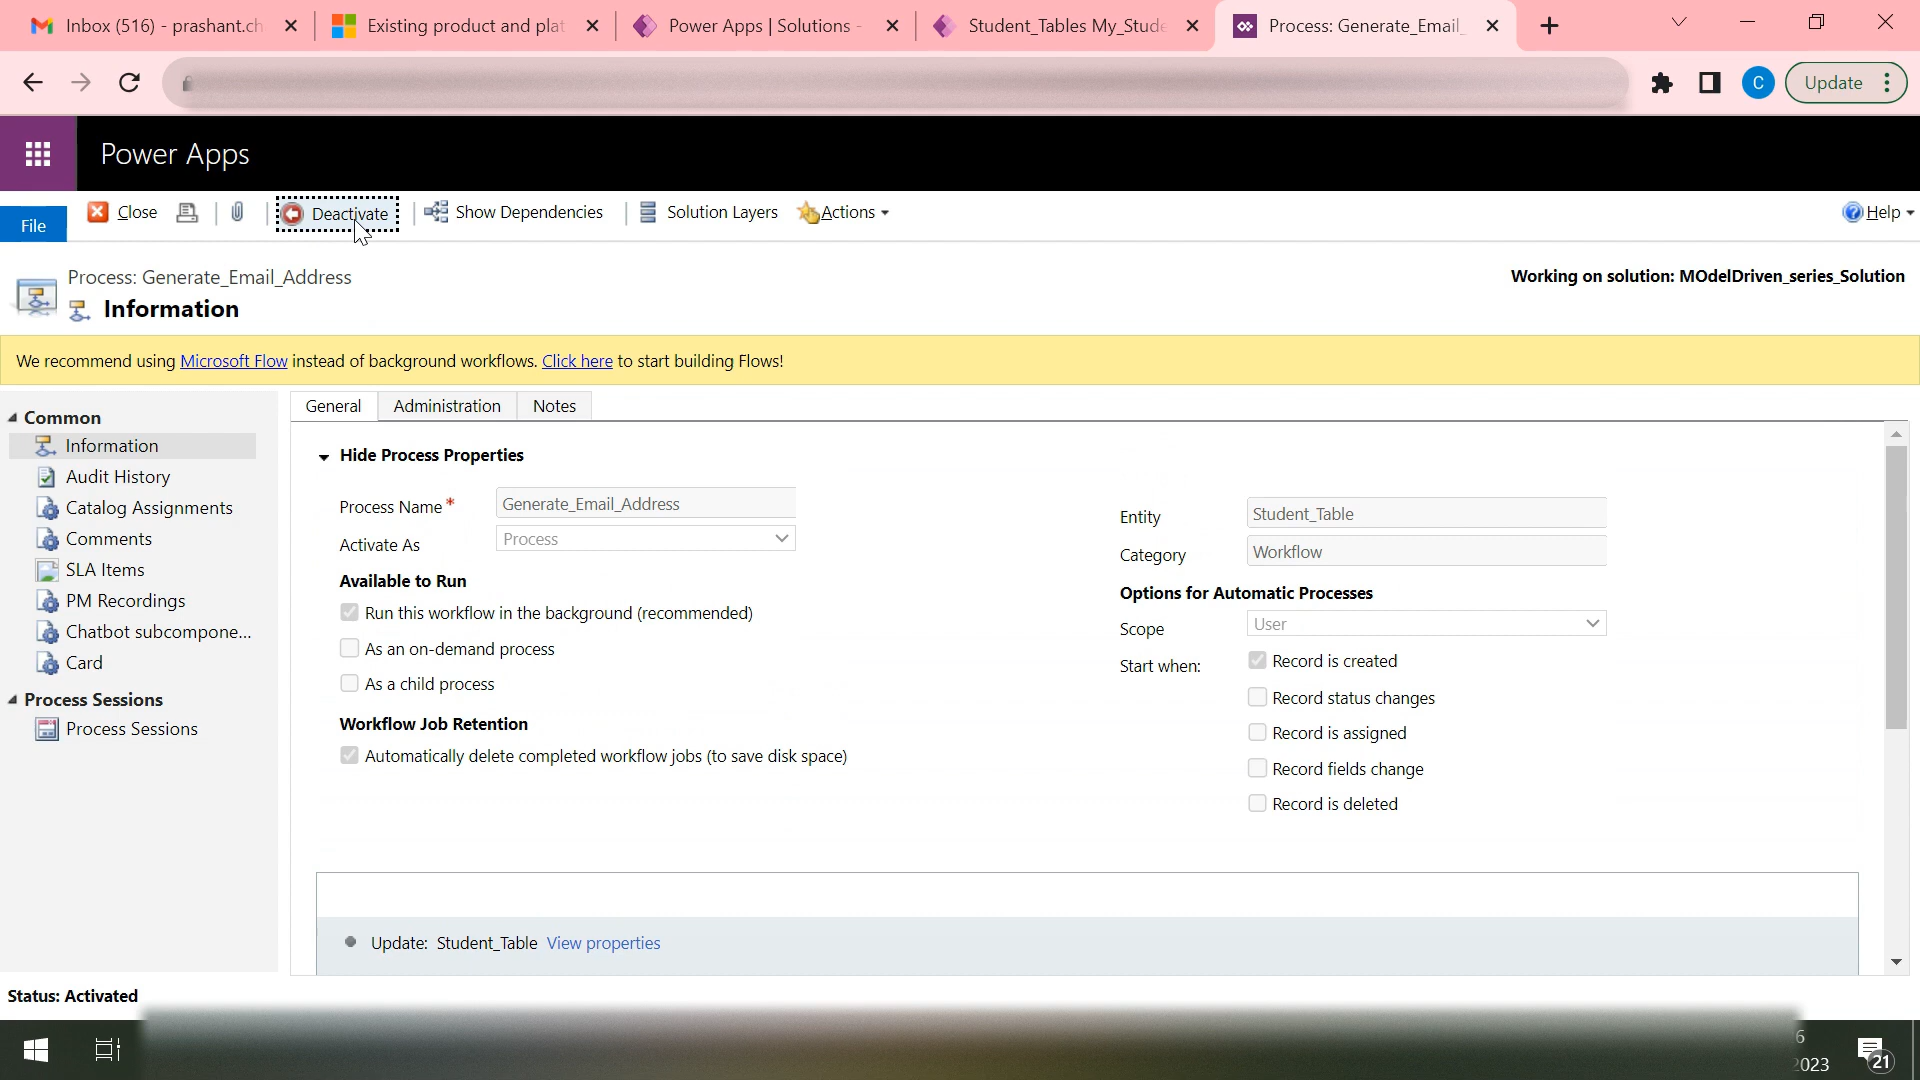 Inbox (516) - prashant.ch
Existing product and plat
Power Apps | Solutions -
Student_Tables My_Stude
Process: Generate_Email_
C
Update
Power Apps
File
Close
Deactivate
Show Dependencies
Solution Layers
Actions
Help
Process: Generate_Email_Address
Information
Working on solution: MOdelDriven_series_Solution
We recommend using Microsoft Flow instead of background workflows. Click here to start building Flows!
Common
Information
Audit History
Catalog Assignments
Comments
SLA Items
PM Recordings
Chatbot subcompone...
Card
Process Sessions
Process Sessions
General
Administration
Notes
Hide Process Properties
Process Name* Generate_Email_Address
Activate As Process
Available to Run
Run this workflow in the background (recommended)
As an on-demand process
As a child process
Workflow Job Retention
Automatically delete completed workflow jobs (to save disk space)
Entity Student_Table
Category Workflow
Options for Automatic Processes
Scope User
Start when: Record is created
Record status changes
Record is assigned
Record fields change
Record is deleted
Update: Student_Table View properties
Status: Activated
6
2023
21